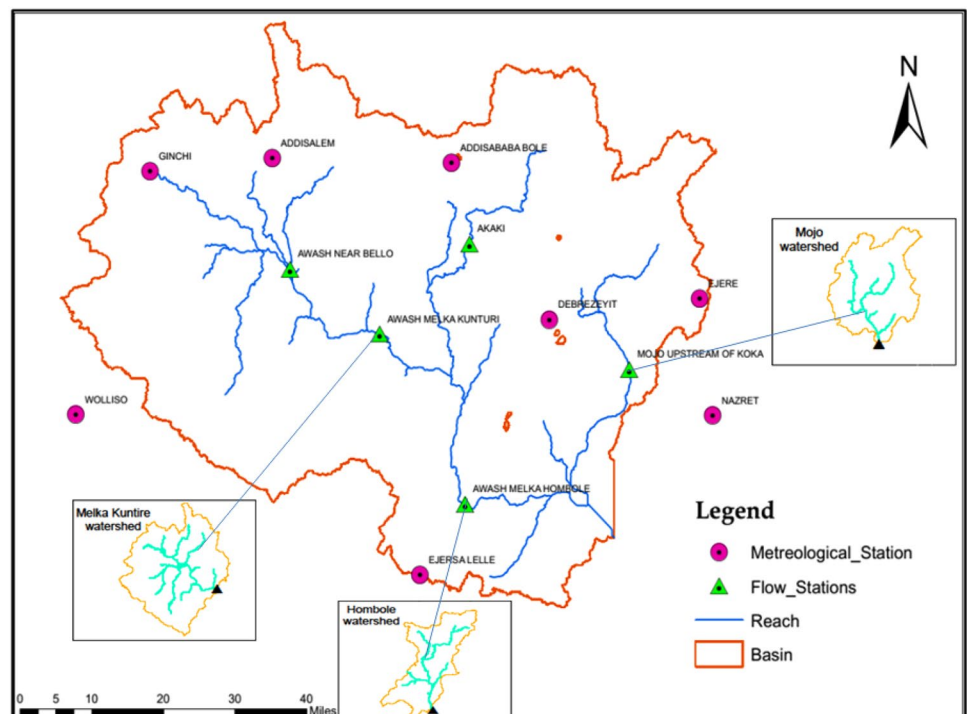 N
ADDISALEM
ADDISABABA BOLE
GINCHI
AKAKI
Mojo
watershed
AWASH NEAR BELLO
EJERE
DEBREZEYIT
AWASH MELKA KUNTURI
MOJO UPSTREAM OF KOKA
WOLLISO
NAZRET
AWASH MELKA HOMBOLE
Legend
Melka Kuntire
watershed
Metreological_Station
EJERSA LELLE
Flow_Stations
Hombole
watershed
Reach
Basin
0 5 10 20 30 40
Miles